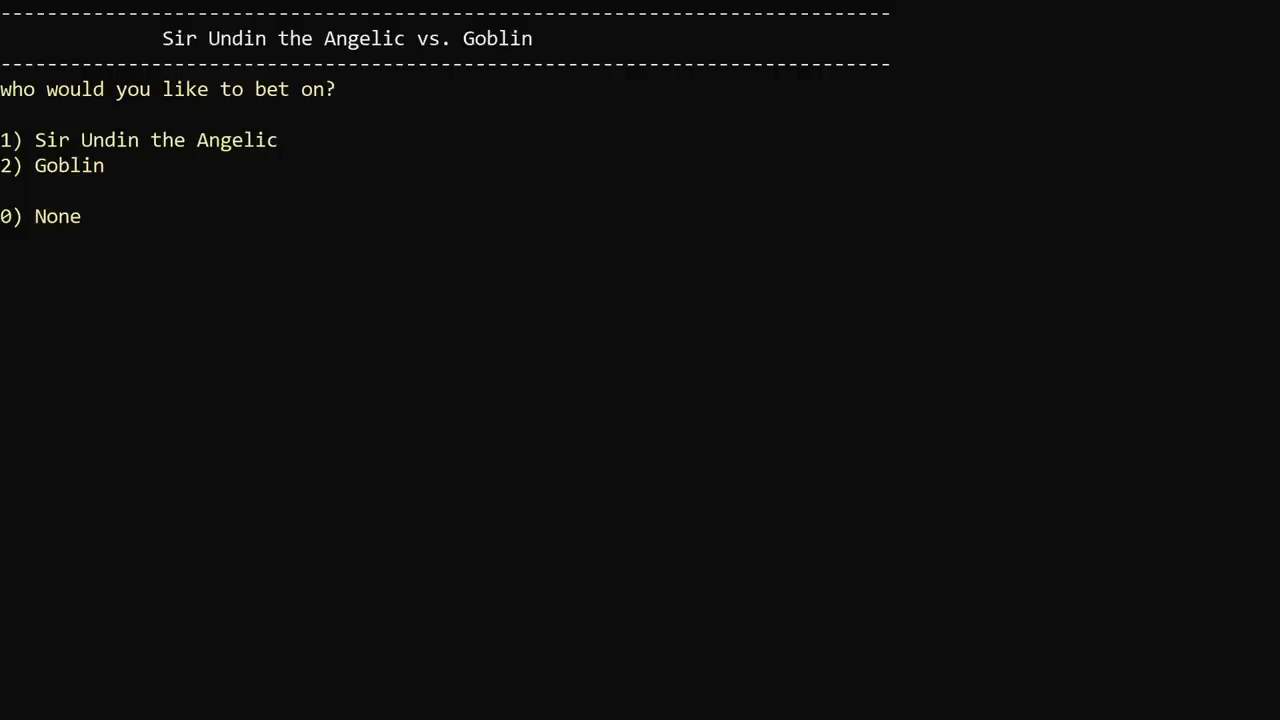 -----------------------------------------------------------------------------
Sir Undin the Angelic vs. Goblin
-----------------------------------------------------------------------------
who would you like to bet on?
1) Sir Undin the Angelic
2) Goblin
0) None